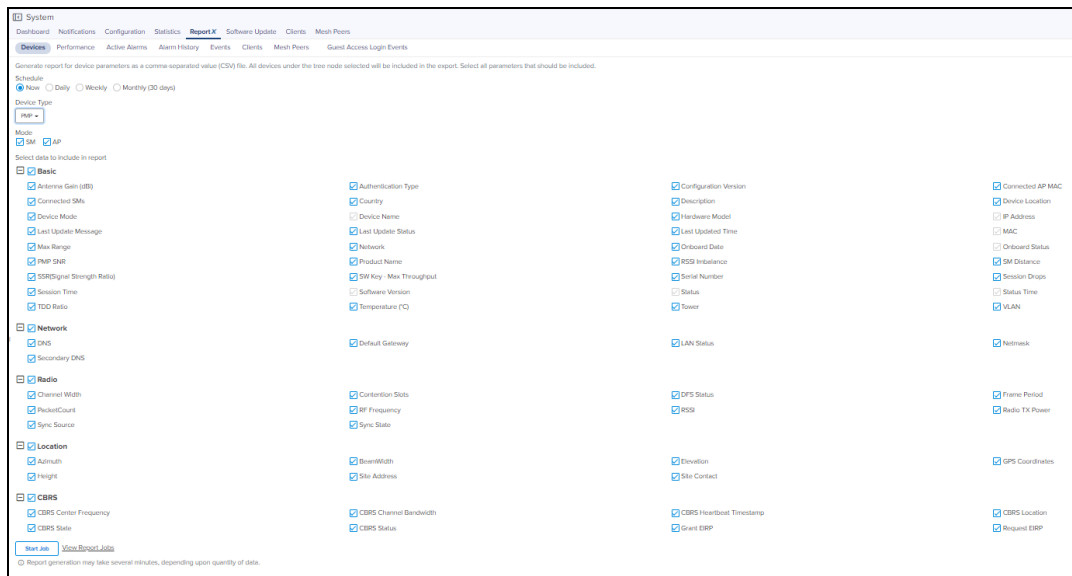 System
Dashboard Notifications Configuration Statistics Report X Software Update Clients Mesh Peers
Devices Performance Active Alarms Alarm History Events Clients Mesh Peers Guest Access Login Events
Generate report for device parameters as a comma-separated value (CSV) file. All devices under the tree node selected will be included in the export. Select all parameters that should be included.
Schedule
Now Daily Weekly Monthly (30 days)
Device Type
PMP
Mode
SM AP
Select data to include in report
Basic
Antenna Gain (dBi) Authentication Type Configuration Version Connected AP MAC
Connected SMs Country Description Device Location
Device Mode Device Name Hardware Model IP Address
Last Update Message Last Update Status Last Updated Time MAC
Max Range Network Onboard Date Onboard Status
PMP SNR Product Name RSSI Imbalance SM Distance
SSR(Signal Strength Ratio) SW Key - Max Throughput Serial Number Session Drops
Session Time Software Version Status Status Time
TDD Ratio Temperature (°C) Tower VLAN
Network
DNS Default Gateway LAN Status Netmask
Secondary DNS
Radio
Channel Width Contention Slots DFS Status Frame Period
PacketCount RF Frequency RSSI Radio TX Power
Sync Source Sync State
Location
Azimuth BeamWidth Elevation GPS Coordinates
Height Site Address Site Contact
CBRS
CBRS Center Frequency CBRS Channel Bandwidth CBRS Heartbeat Timestamp CBRS Location
CBRS State CBRS Status Grant EIRP Request EIRP
Start Job View Report Jobs
Report generation may take several minutes, depending upon quantity of data.